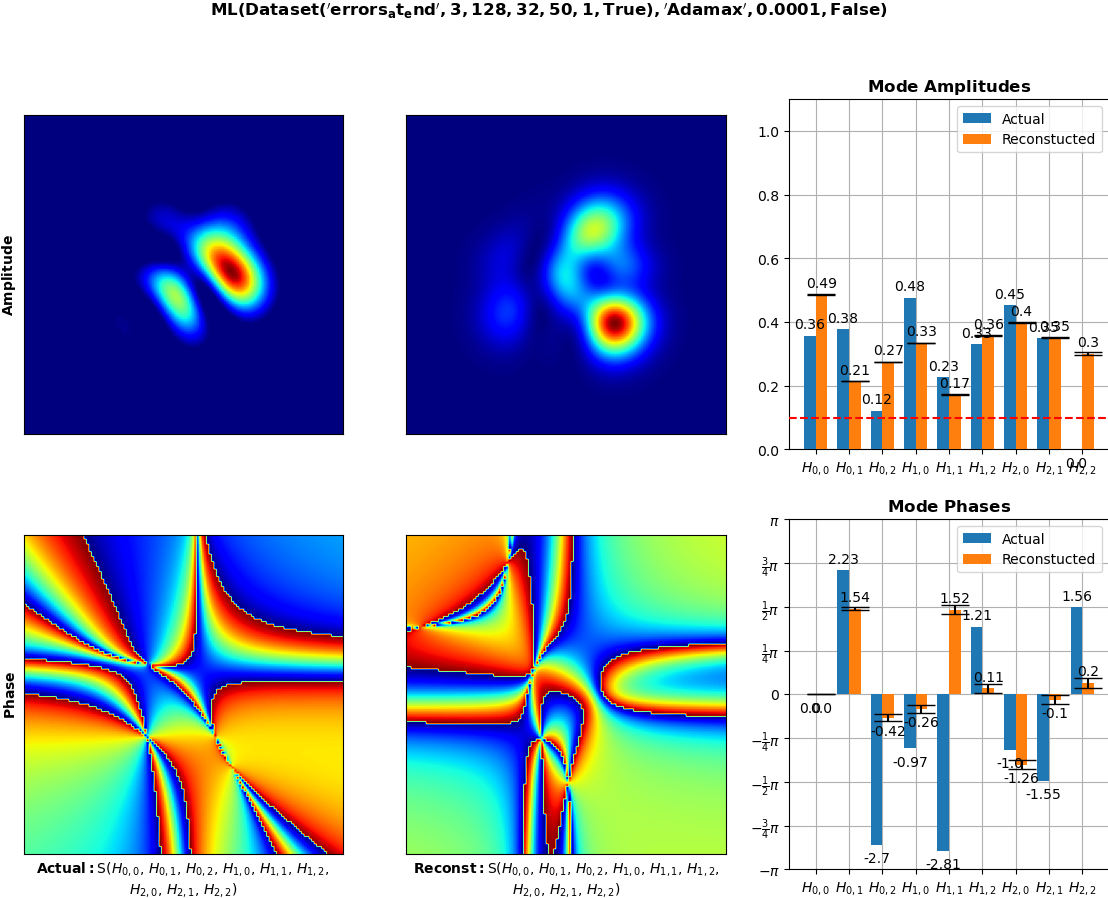 ML(Dataset('errors_at_end', 3, 128, 32, 50, 1, True), 'Adamax', 0.0001, False)
Amplitude
Mode Amplitudes
Actual
Reconstucted
1.0
0.8
0.6
0.4
0.2
0.0
0.36 0.49 0.38 0.21 0.12 0.27 0.48 0.33 0.23 0.17 0.33 0.36 0.45 0.4 0.35 0.35 0.0 0.3
H0,0 H0,1 H0,2 H1,0 H1,1 H1,2 H2,0 H2,1 H2,2
Phase
Actual: S(H0,0, H0,1, H0,2, H1,0, H1,1, H1,2,
H2,0, H2,1, H2,2)
Reconst: S(H0,0, H0,1, H0,2, H1,0, H1,1, H1,2,
H2,0, H2,1, H2,2)
Mode Phases
Actual
Reconstucted
π
3/4π
1/2π
1/4π
0
−1/4π
−1/2π
−3/4π
−π
0.0 0.0 2.23 1.54 -2.7 -0.42 -0.97 -0.26 -2.81 1.52 1.21 0.11 -1.0 -1.26 -1.55 -0.1 1.56 0.2
H0,0 H0,1 H0,2 H1,0 H1,1 H1,2 H2,0 H2,1 H2,2